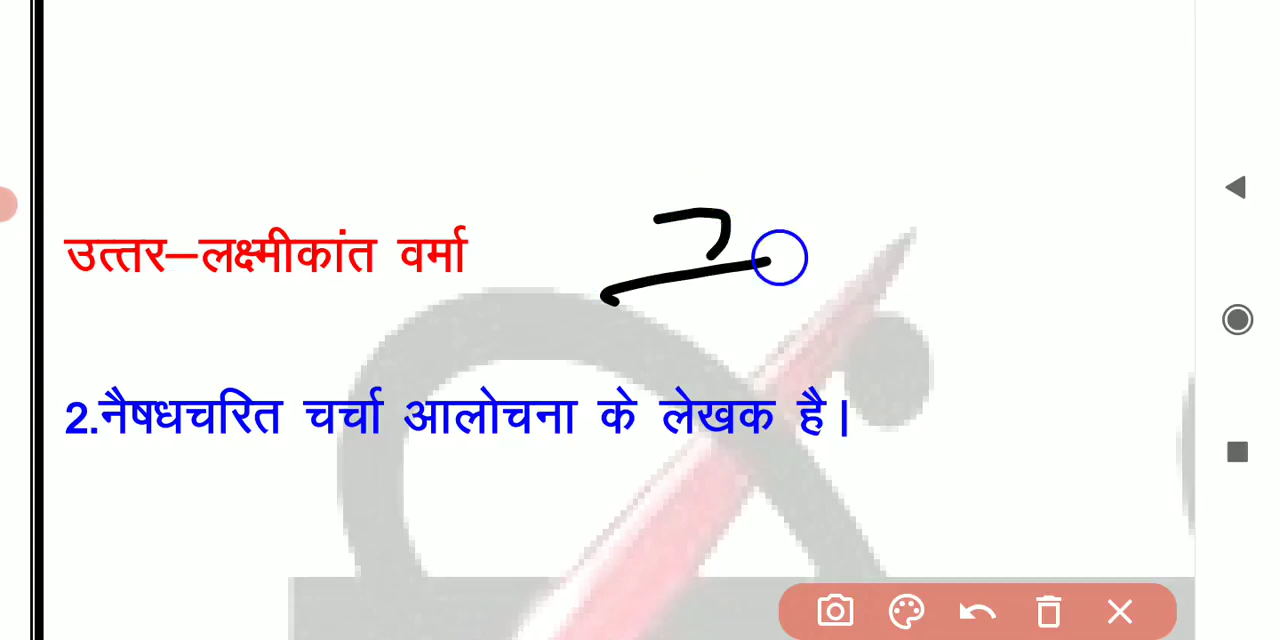 उत्तर–लक्ष्मीकांत वर्मा
2.नैषधचरित चर्चा आलोचना के लेखक है|